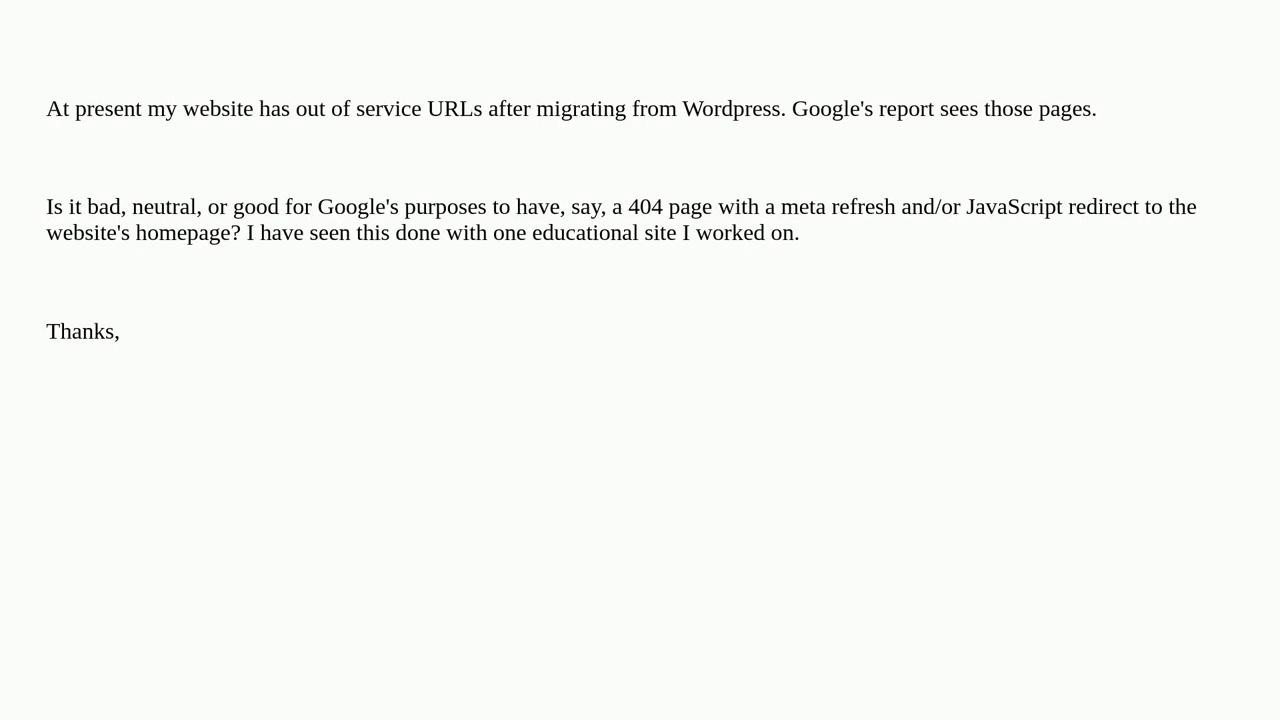 At present my website has out of service URLs after migrating from Wordpress. Google's report sees those pages.
Is it bad, neutral, or good for Google's purposes to have, say, a 404 page with a meta refresh and/or JavaScript redirect to the
website's homepage? I have seen this done with one educational site I worked on.
Thanks,